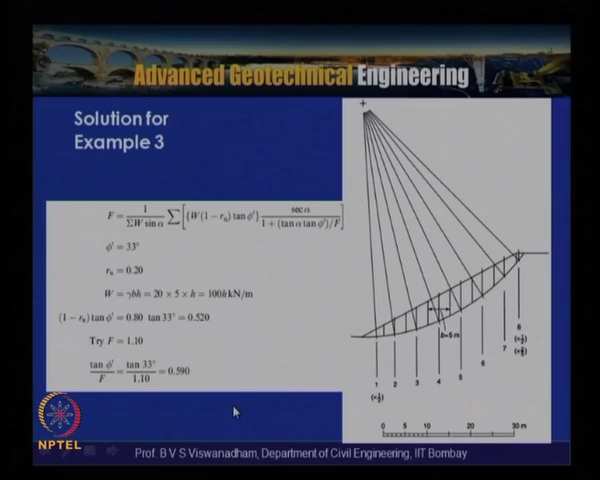 Advanced Geotechnical Engineering
Solution for
Example 3
F = 1/(ΣW sin α) Σ [{W(1 − rᵤ) tan φ′} sec α/(1 + (tan α tan φ′)/F)]
φ′ = 33°
rᵤ = 0.20
W = γbh = 20 × 5 × h = 100h kN/m
(1 − rᵤ) tan φ′ = 0.80 tan 33° = 0.520
Try F = 1.10
tan φ′/F = tan 33°/1.10 = 0.590
b=5 m
1 2 3 4 5 6 7 8
0 5 10 20 30 m
NPTEL
Prof. B V S Viswanadham, Department of Civil Engineering, IIT Bombay